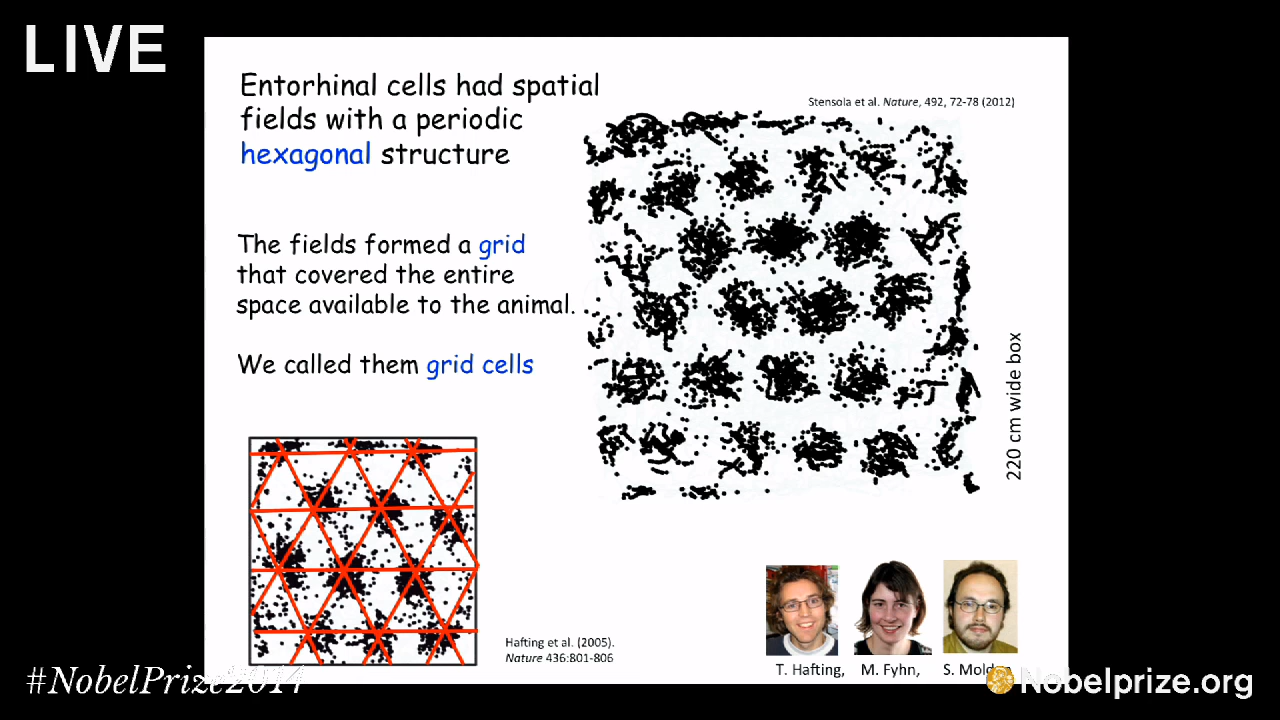 LIVE
Entorhinal cells had spatial
fields with a periodic
hexagonal structure
Stensola et al. Nature, 492, 72-78 (2012)
The fields formed a grid
that covered the entire
space available to the animal.
We called them grid cells
220 cm wide box
Hafting et al. (2005).
Nature 436:801-806
T. Hafting, M. Fyhn, S.
#NobelPrize2014
Nobelprize.org